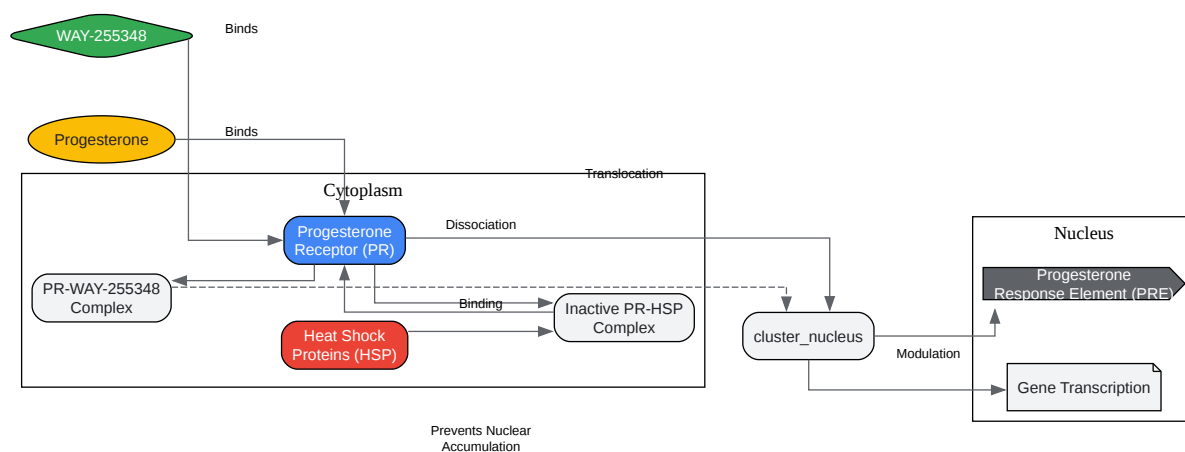 WAY-255348
Binds
Progesterone
Binds
Translocation
Cytoplasm
Progesterone
Receptor (PR)
Dissociation
Nucleus
PR-WAY-255348
Complex
Binding
Inactive PR-HSP
Complex
Progesterone
Response Element (PRE)
Heat Shock
Proteins (HSP)
cluster_nucleus
Modulation
Gene Transcription
Prevents Nuclear
Accumulation